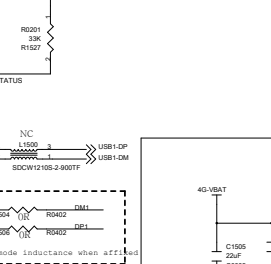 R0201
33K
R1527
1
2
TATUS
NC
L1500
3
1
USB1-DP
USB1-DM
SDCW1210S-2-900TF
4G-VBAT
DM1
504
0R
R0402
DP1
506
0R
R0402
C1505
22uF
mode inductance when affixed